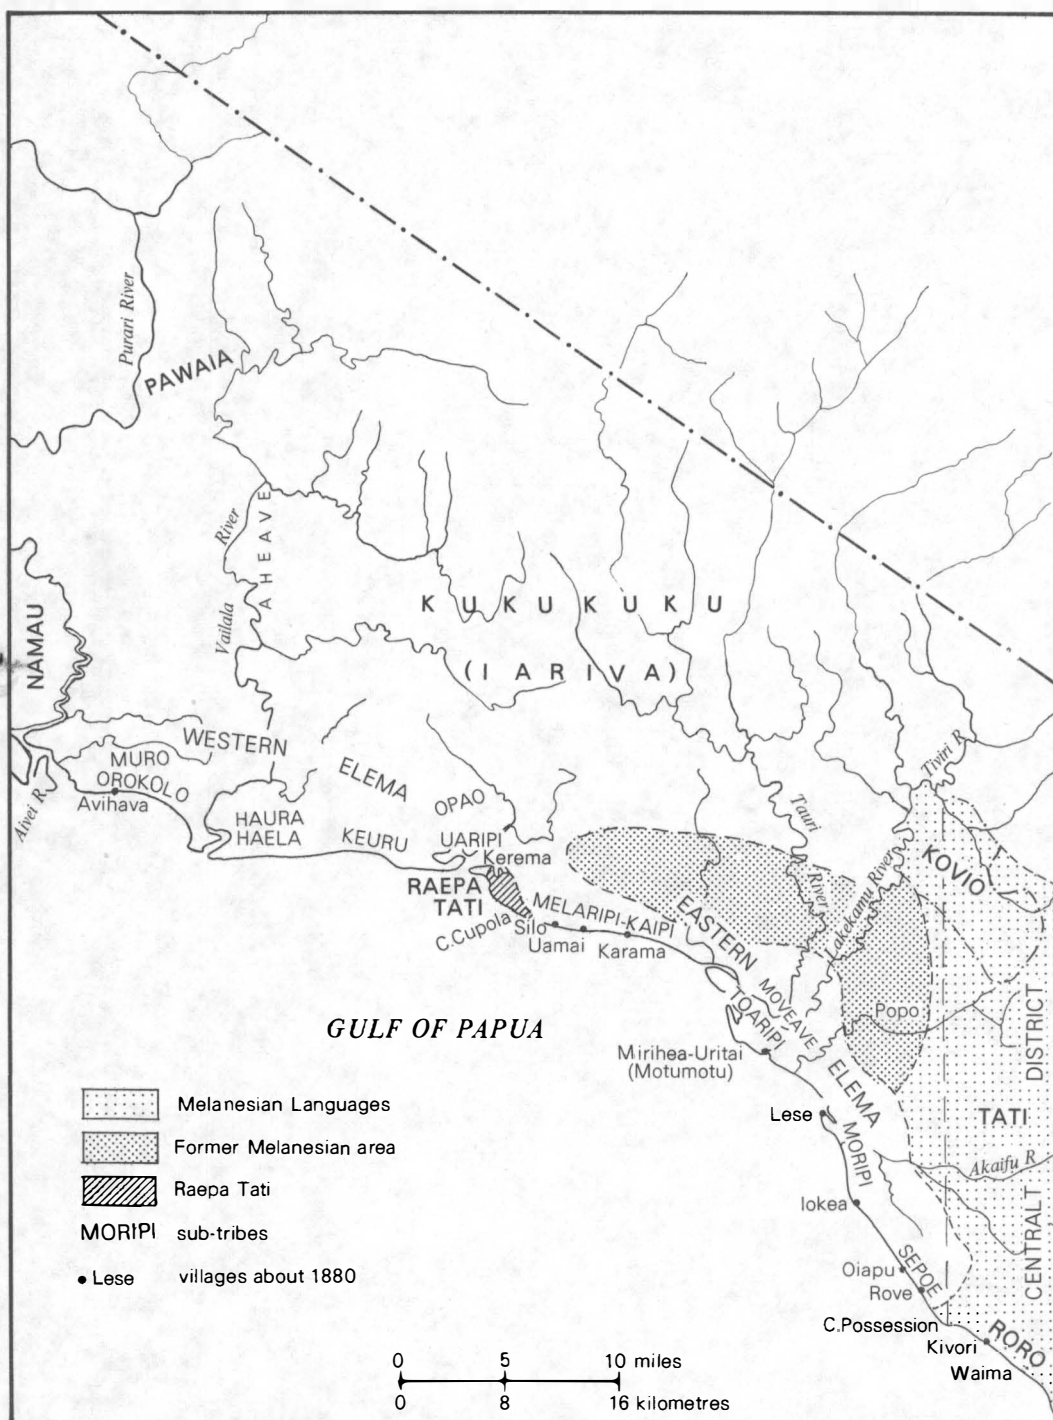 Purari River
PAWAIA
River
Vailala
AHEAVE
KUKUKUKU
(IARIVA)
NAMAU
WESTERN
MURO
OROKOLO
Avihava
Aivei R.
ELEMA
OPAO
HAURA
HAELA
KEURU
UARIPI
Kerema
RAEPA
TATI
C.Cupola
Silo
Uamai
Karama
MELARIPI-KAIPI
EASTERN
Tauri
River
Lakekamu River
Tiviri R
KOVIO
MOVEAVE
TOARIPI
Popo
DISTRICT
GULF OF PAPUA
Mirihea-Uritai
(Motumotu)
ELEMA
Lese
MORIPI
TATI
Akaifu R
Iokea
CENTRALT
SEPOE
Oiapu
Rove
C.Possession
Kivori
RORO
Waima
Melanesian Languages
Former Melanesian area
Raepa Tati
MORIPI sub-tribes
Lese villages about 1880
0 5 10 miles
0 8 16 kilometres